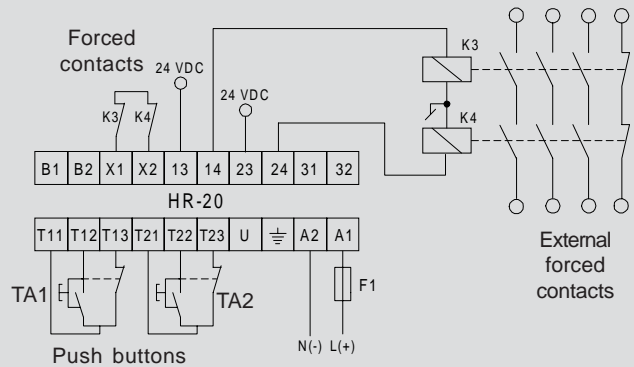 Forced
contacts
24 VDC
24 VDC
K3
K4
K3
K4
B1 B2 X1 X2 13 14 23 24 31 32
HR-20
T11 T12 T13 T21 T22 T23 U A2 A1
TA1
TA2
F1
N(-) L(+)
Push buttons
External
forced
contacts